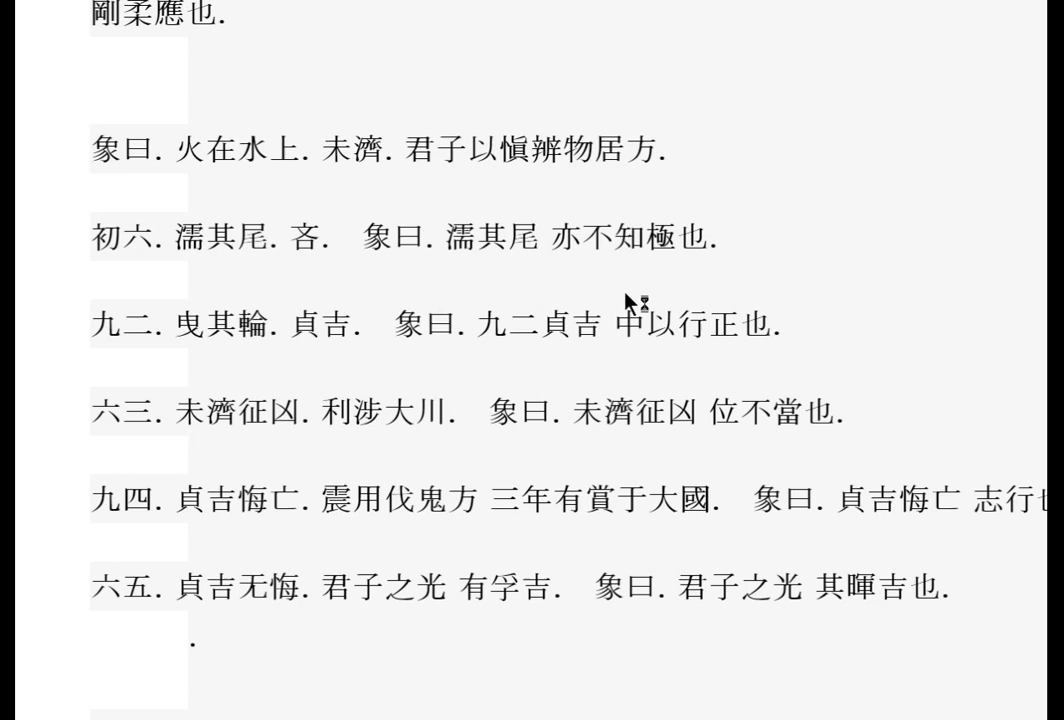 剛柔應也.
象曰. 火在水上. 未濟. 君子以愼辨物居方.
初六. 濡其尾. 吝. 象曰. 濡其尾 亦不知極也.
九二. 曳其輪. 貞吉. 象曰. 九二貞吉 中以行正也.
六三. 未濟征凶. 利涉大川. 象曰. 未濟征凶 位不當也.
九四. 貞吉悔亡. 震用伐鬼方 三年有賞于大國. 象曰. 貞吉悔亡 志行也
六五. 貞吉无悔. 君子之光 有孚吉. 象曰. 君子之光 其暉吉也.
.